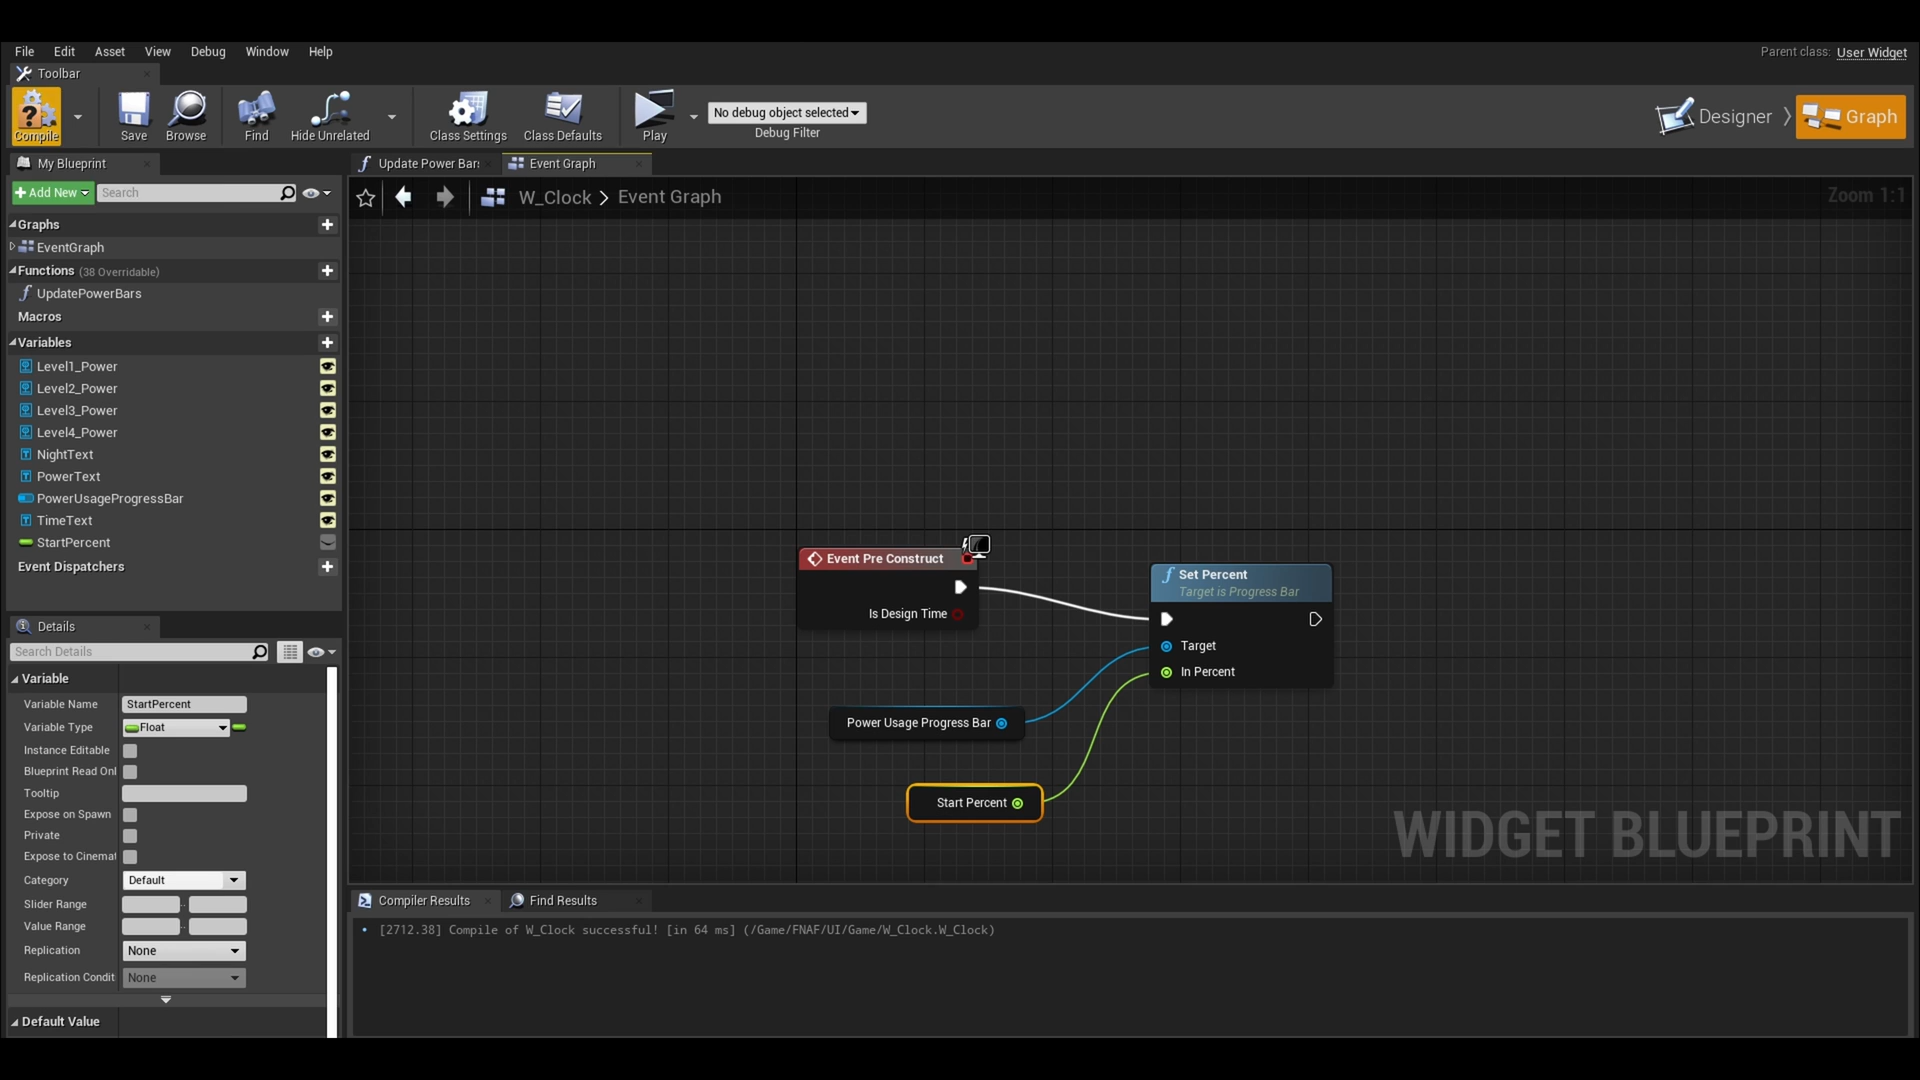 File Edit Asset View Debug Window Help
Parent class: User Widget
Toolbar
Compile Save Browse Find Hide Unrelated Class Settings Class Defaults Play
No debug object selected
Debug Filter
Designer Graph
My Blueprint
Update Power Bars Event Graph
Add New Search
W_Clock > Event Graph
Zoom 1:1
Graphs
EventGraph
Functions (38 Overridable)
UpdatePowerBars
Macros
Variables
Level1_Power
Level2_Power
Level3_Power
Level4_Power
NightText
PowerText
PowerUsageProgressBar
TimeText
StartPercent
Event Dispatchers
Event Pre Construct
Is Design Time
Set Percent
Target is Progress Bar
Target
In Percent
Power Usage Progress Bar
Start Percent
WIDGET BLUEPRINT
Details
Search Details
Variable
Variable Name StartPercent
Variable Type Float
Instance Editable
Blueprint Read Onl
Tooltip
Expose on Spawn
Private
Expose to Cinemat
Category Default
Slider Range
Value Range
Replication None
Replication Condit None
Default Value
Compiler Results Find Results
[2712.38] Compile of W_Clock successful! [in 64 ms] (/Game/FNAF/UI/Game/W_Clock.W_Clock)